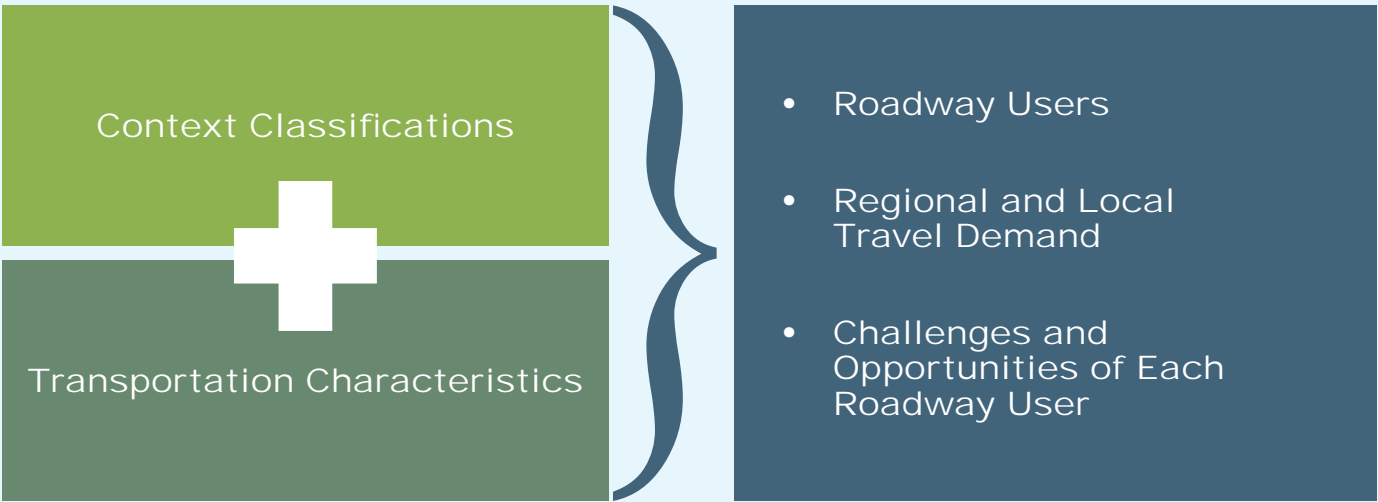 Context Classifications
Transportation Characteristics
• Roadway Users
• Regional and Local
Travel Demand
• Challenges and
Opportunities of Each
Roadway User